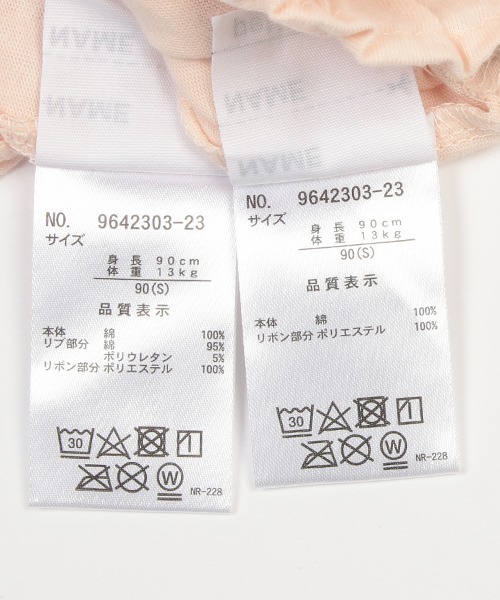 NAME
NAME
NAME
NO. 9642303-23
サイズ
身長 90cm
体重 13kg
90(S)
品質表示
本体 綿 100%
リブ部分 綿 95%
ポリウレタン 5%
リボン部分 ポリエステル 100%
30
W
NR-228
NAME
NAME
NO. 9642303-23
サイズ
身長 90cm
体重 13kg
90(S)
品質表示
本体 綿 100%
リボン部分 ポリエステル 100%
30
W
NR-228